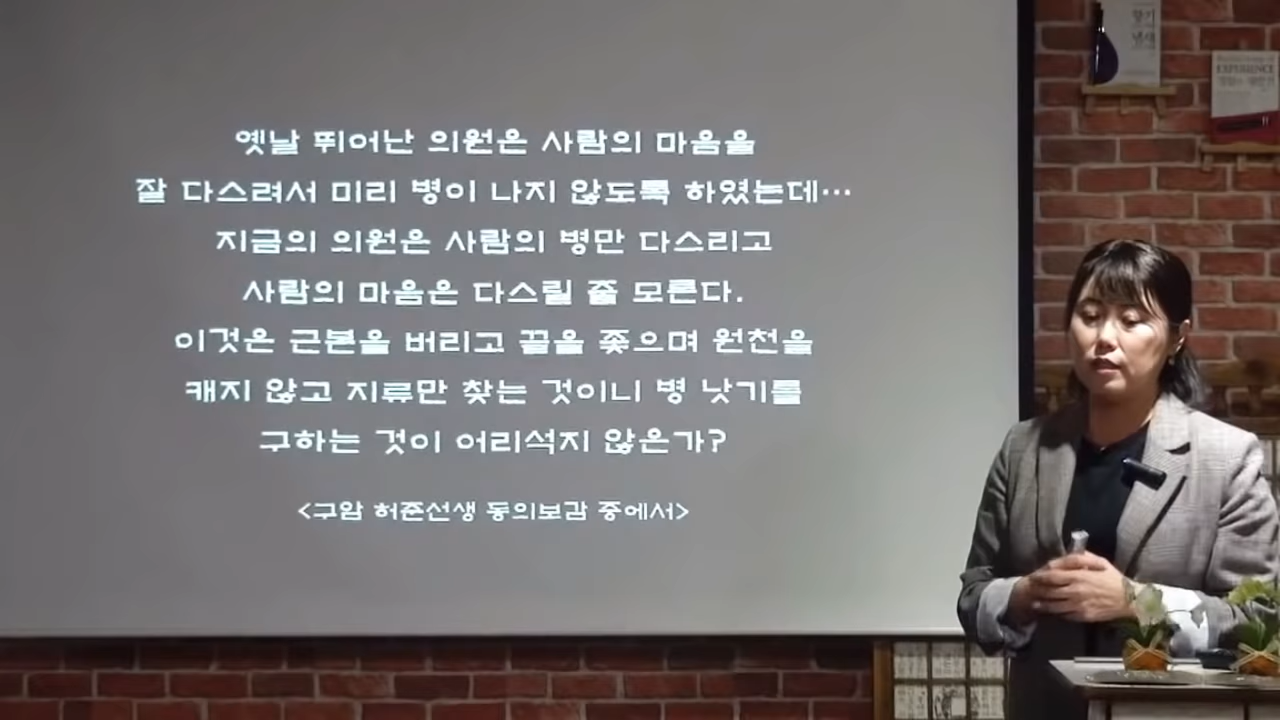 옛날 뛰어난 의원은 사람의 마음을
잘 다스려서 미리 병이 나지 않도록 하였는데…
지금의 의원은 사람의 병만 다스리고
사람의 마음은 다스릴 줄 모른다.
이것은 근본을 버리고 끝을 좇으며 원천을
캐지 않고 지류만 찾는 것이니 병 낫기를
구하는 것이 어리석지 않은가?
<구암 허준선생 동의보감 중에서>
향기
EXPERIENCE